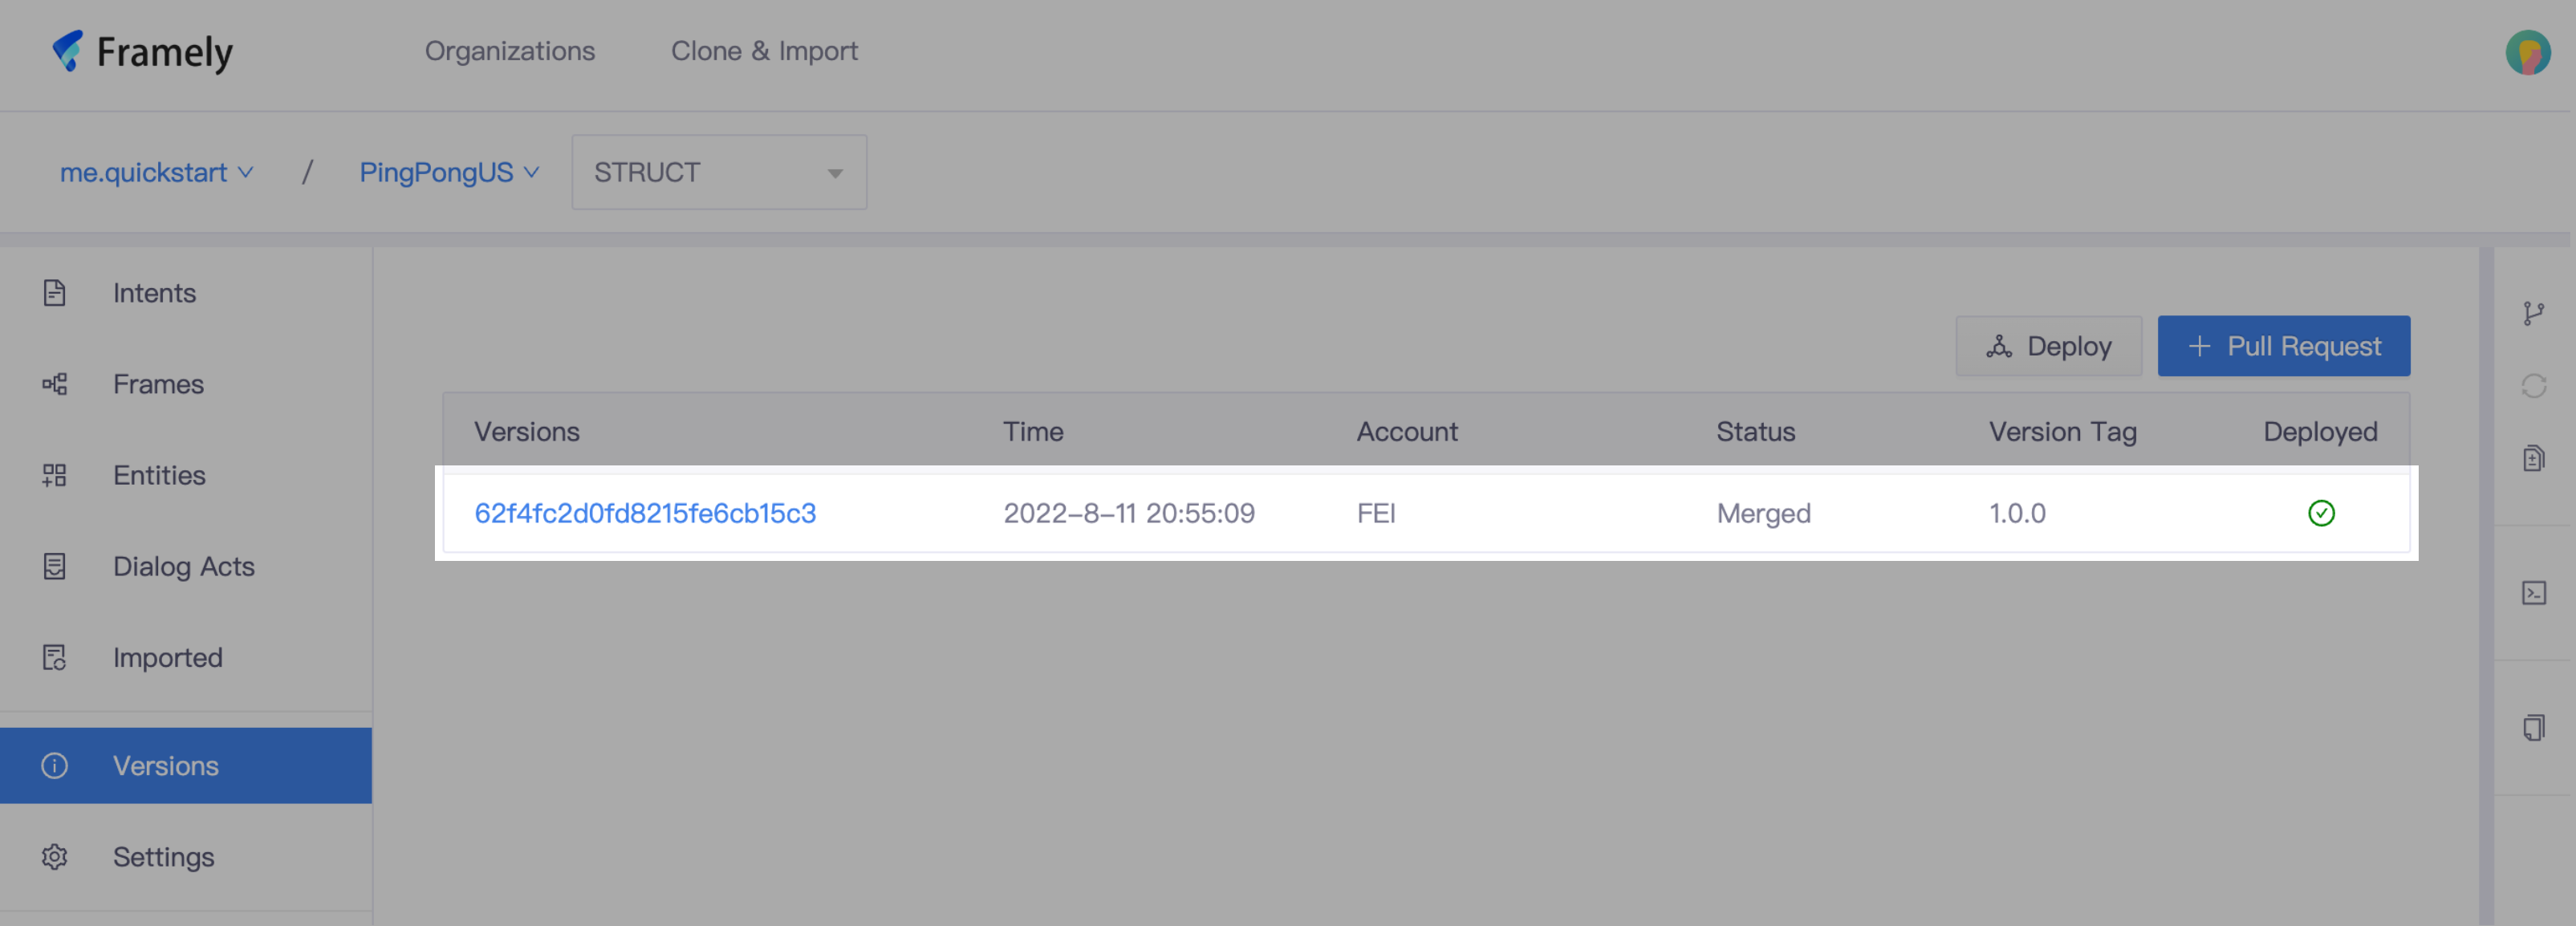 Framely Organizations Clone & Import
me.quickstart / PingPongUS STRUCT
Intents
Frames
Entities
Dialog Acts
Imported
Versions
Settings
Deploy + Pull Request
Versions Time Account Status Version Tag Deployed
62f4fc2d0fd8215fe6cb15c3 2022-8-11 20:55:09 FEI Merged 1.0.0